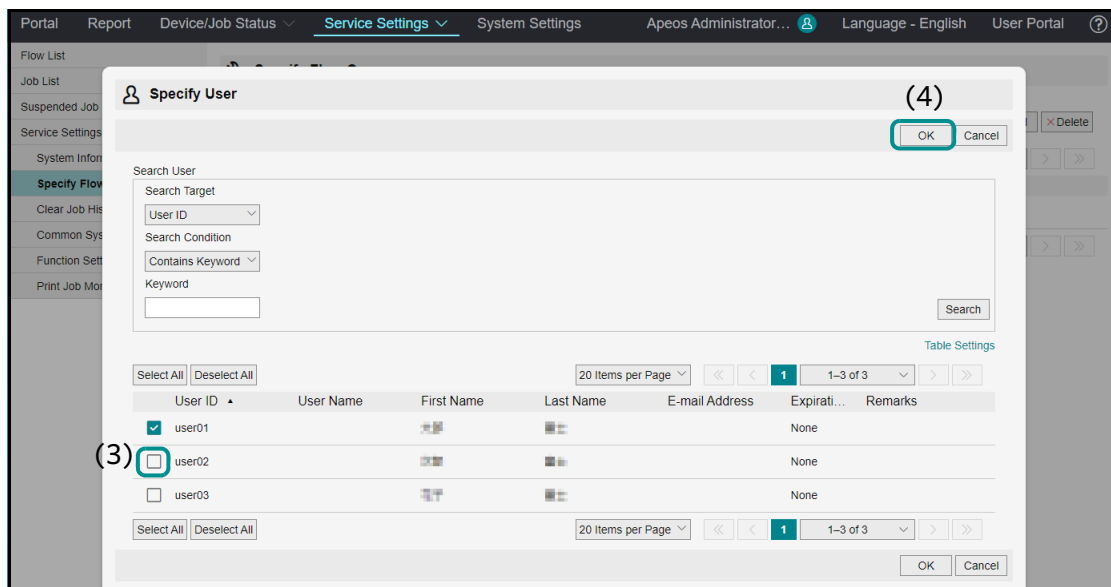 Portal Report Device/Job Status Service Settings System Settings Apeos Administrator... Language - English User Portal ?
Flow List
Job List
Suspended Job
Service Settings
System Inform
Specify Flow
Clear Job His
Common Sys
Function Sett
Print Job Mon
× Delete
Specify User
(4)
OK Cancel
Search User
Search Target
User ID
Search Condition
Contains Keyword
Keyword
Search
Table Settings
Select All Deselect All 20 Items per Page 1 1–3 of 3
User ID User Name First Name Last Name E-mail Address Expirati... Remarks
user01 None
(3) user02 None
user03 None
Select All Deselect All 20 Items per Page 1 1–3 of 3
OK Cancel